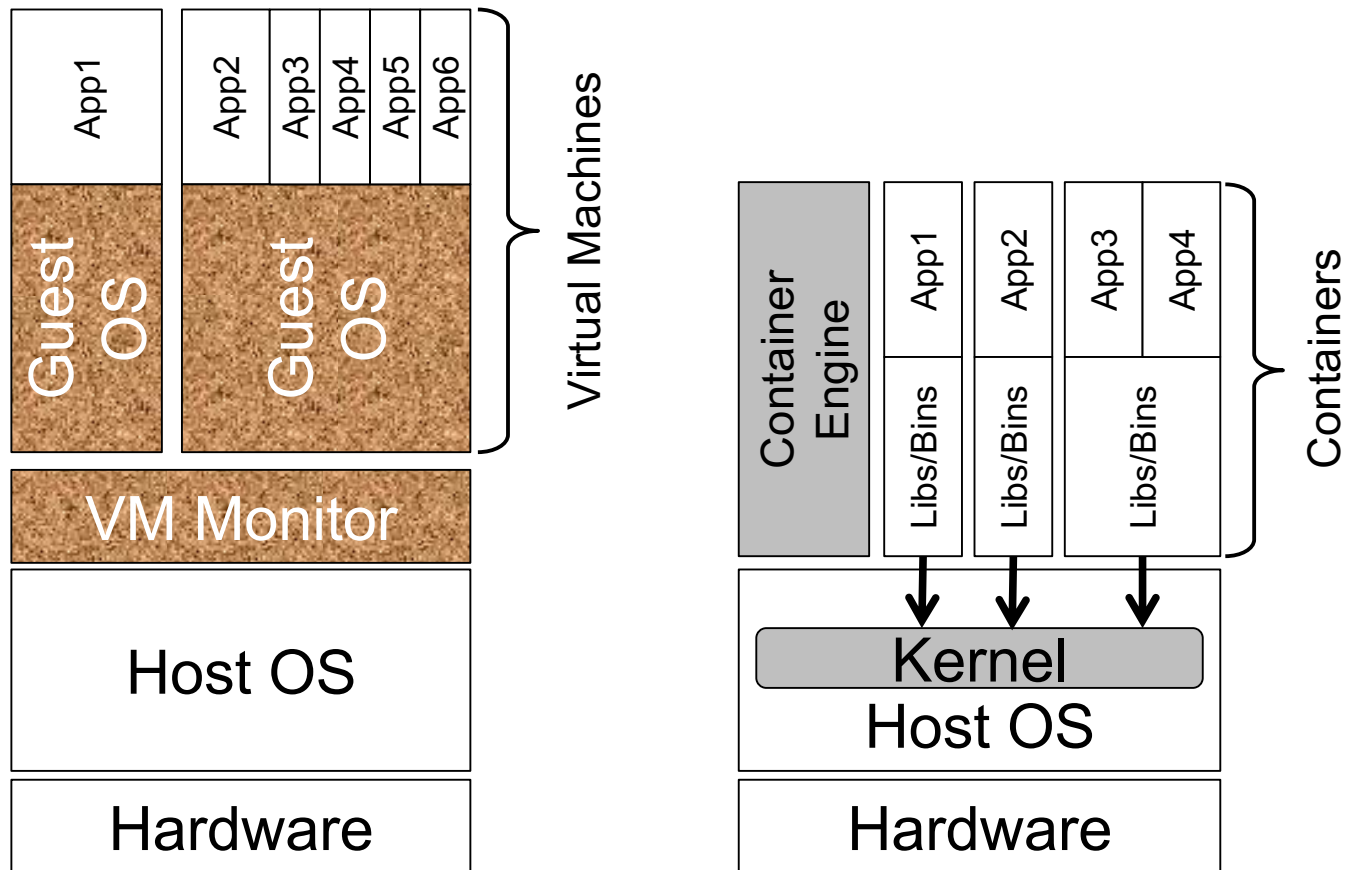 App1
App2
App3
App4
App5
App6
Guest
OS
Guest
OS
Virtual Machines
VM Monitor
Host OS
Hardware
Container
Engine
App1
App2
App3
App4
Libs/Bins
Libs/Bins
Libs/Bins
Containers
Kernel
Host OS
Hardware